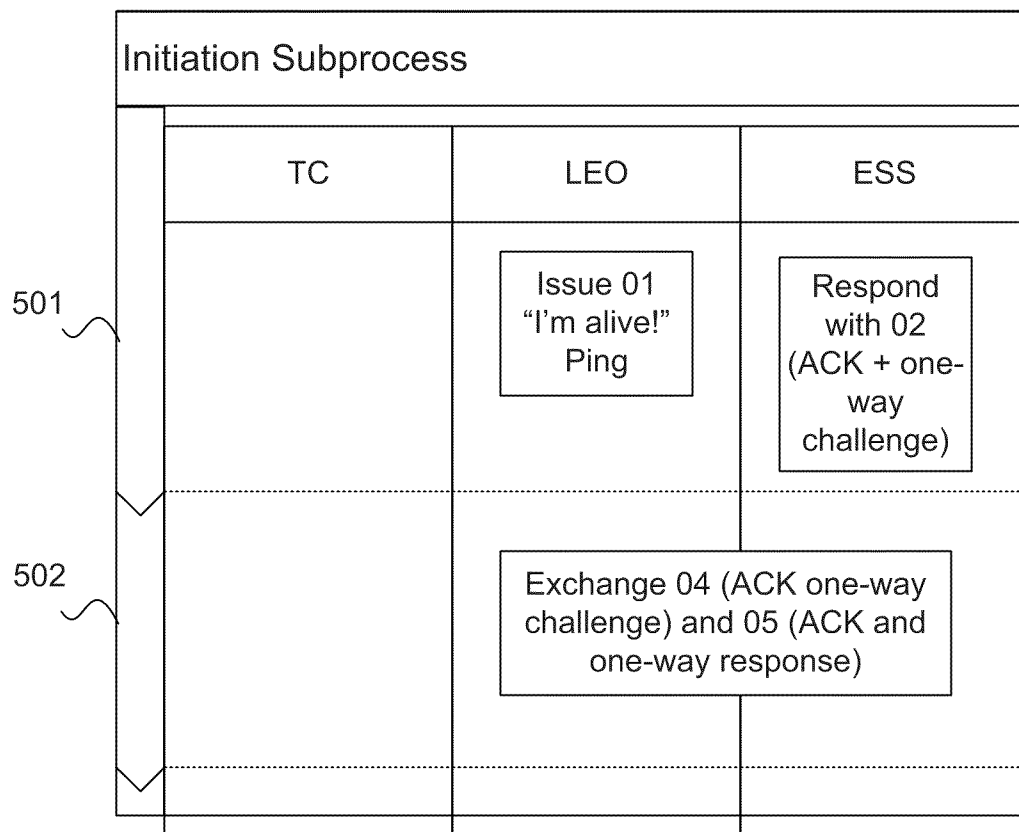 Initiation Subprocess
TC
LEO
ESS
501
Issue 01
“I’m alive!”
Ping
Respond
with 02
(ACK + one-
way
challenge)
502
Exchange 04 (ACK one-way
challenge) and 05 (ACK and
one-way response)